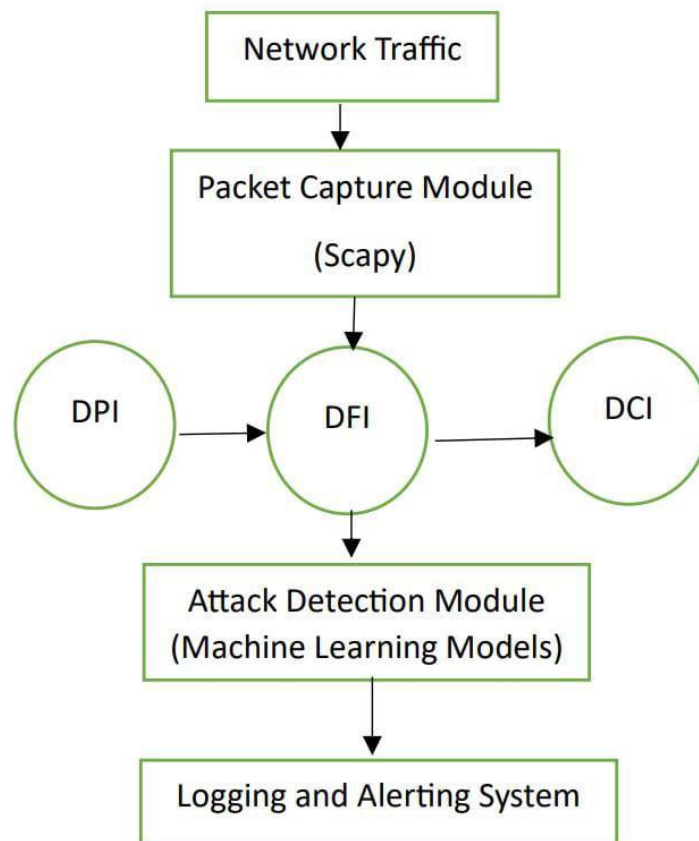 Network Traffic
Packet Capture Module
(Scapy)
DPI
DFI
DCI
Attack Detection Module
(Machine Learning Models)
Logging and Alerting System